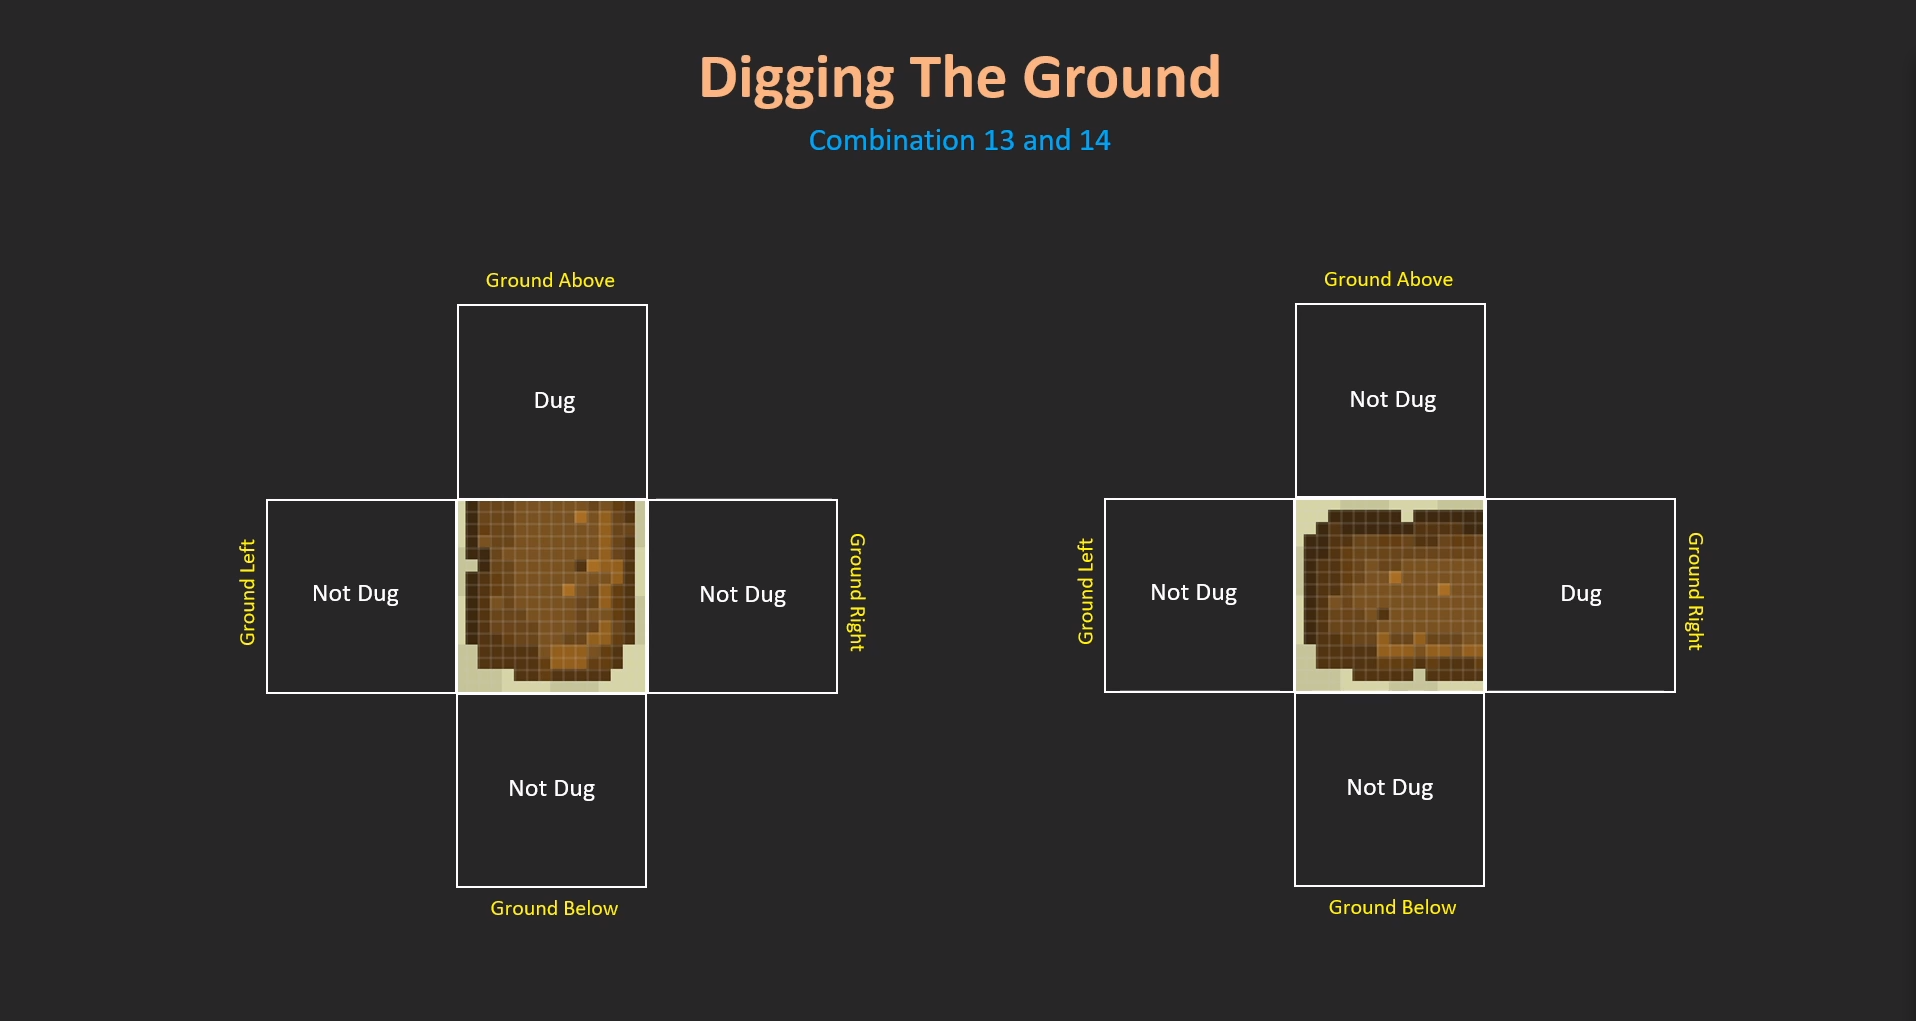 Digging The Ground
Combination 13 and 14
Ground Above
Dug
Ground Left
Not Dug
Not Dug
Ground Right
Not Dug
Ground Below
Ground Above
Not Dug
Ground Left
Not Dug
Dug
Ground Right
Not Dug
Ground Below